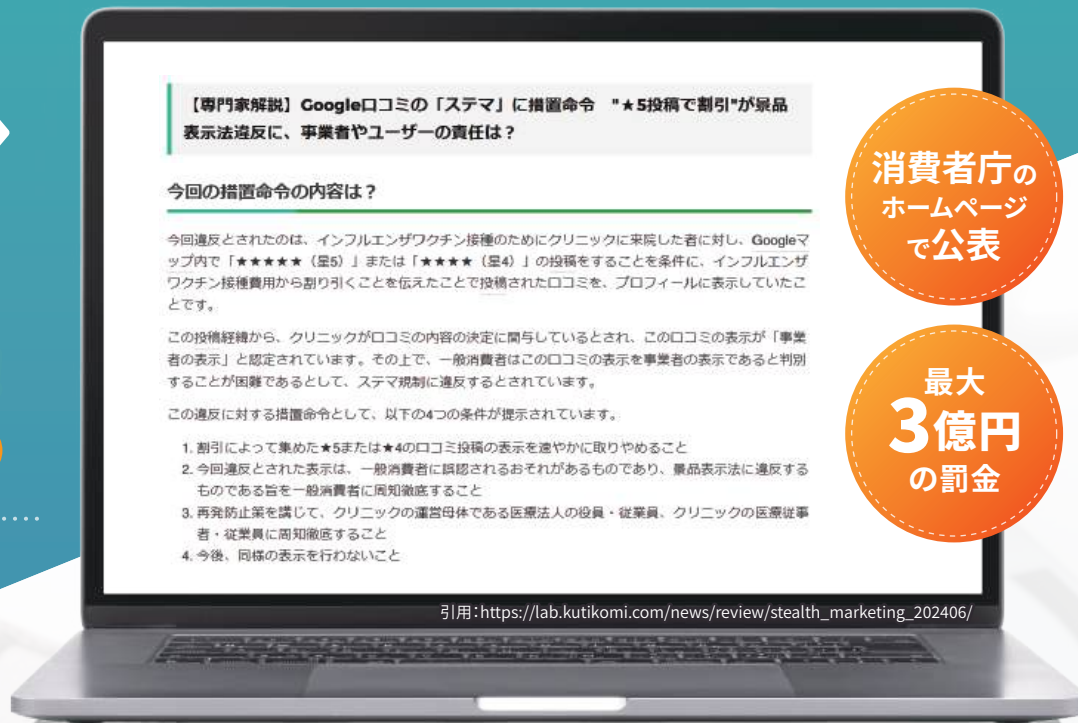 【専門家解説】Google口コミの「ステマ」に措置命令　"★5投稿で割引"が景品
表示法違反に、事業者やユーザーの責任は？
今回の措置命令の内容は？
今回違反とされたのは、インフルエンザワクチン接種のためにクリニックに来院した者に対し、Googleマ
ップ内で「★★★★★（星5）」または「★★★★（星4）」の投稿をすることを条件に、インフルエンザ
ワクチン接種費用から割り引くことを伝えたことで投稿された口コミを、プロフィールに表示していたこ
とです。
この投稿経緯から、クリニックが口コミの内容の決定に関与しているとされ、この口コミの表示が「事業
者の表示」と認定されています。その上で、一般消費者はこの口コミの表示を事業者の表示であると判別
することが困難であるとして、ステマ規制に違反するとされています。
この違反に対する措置命令として、以下の4つの条件が提示されています。
1. 割引によって集めた★5または★4の口コミ投稿の表示を速やかに取りやめること
2. 今回違反とされた表示は、一般消費者に誤認されるおそれがあるものであり、景品表示法に違反する
ものである旨を一般消費者に周知徹底すること
3. 再発防止策を講じて、クリニックの運営母体である医療法人の役員・従業員、クリニックの医療従事
者・従業員に周知徹底すること
4. 今後、同様の表示を行わないこと
引用：https://lab.kutikomi.com/news/review/stealth_marketing_202406/
消費者庁の
ホームページ
で公表
最大
3億円
の罰金